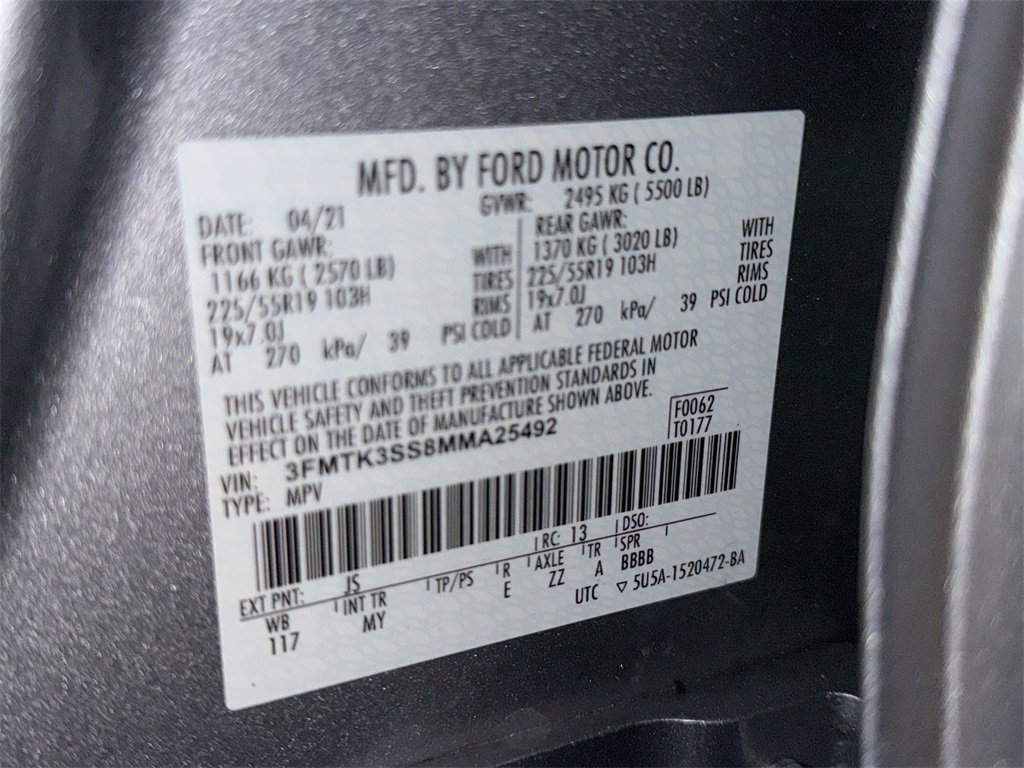 MFD. BY FORD MOTOR CO.
DATE: 04/21 GVWR: 2495 KG ( 5500 LB)
FRONT GAWR: REAR GAWR:
1166 KG ( 2570 LB) WITH 1370 KG ( 3020 LB) WITH
225/55R19 103H TIRES 225/55R19 103H TIRES
19x7.0J RIMS 19x7.0J RIMS
AT 270 kPa/ 39 PSI COLD AT 270 kPa/ 39 PSI COLD
THIS VEHICLE CONFORMS TO ALL APPLICABLE FEDERAL MOTOR
VEHICLE SAFETY AND THEFT PREVENTION STANDARDS IN
EFFECT ON THE DATE OF MANUFACTURE SHOWN ABOVE.
F0062
VIN: 3FMTK3SS8MMA25492 T0177
TYPE: MPV
EXT PNT: JS RC: 13 DSO:
WB INT TR TP/PS R AXLE TR SPR
117 MY E ZZ A BBBB
UTC ▽ 5U5A-1520472-BA